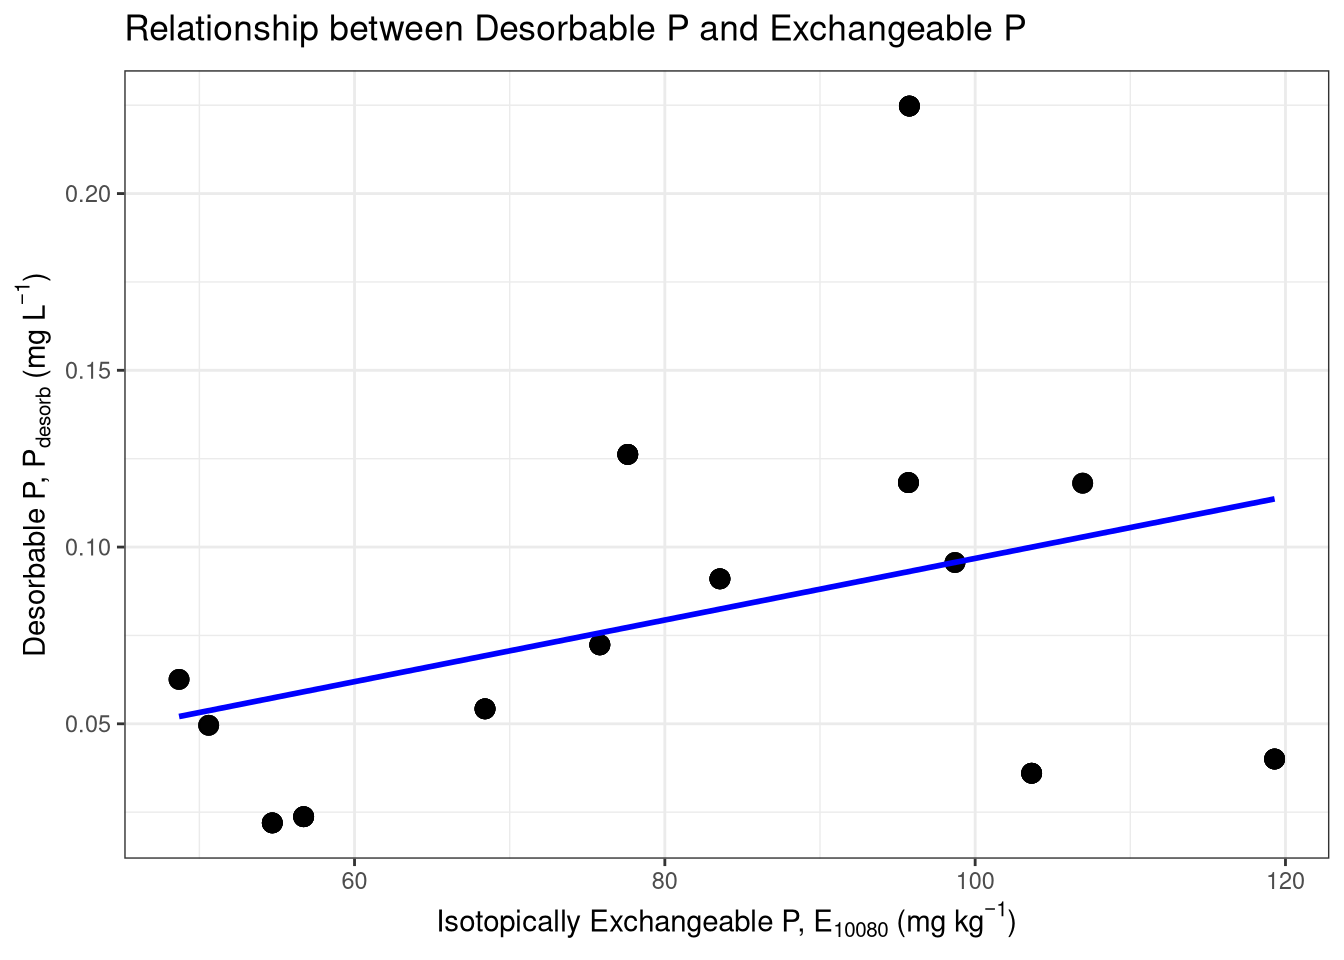 Relationship between Desorbable P and Exchangeable P
Desorbable P, P_desorb (mg L⁻¹)
0.20
0.15
0.10
0.05
60 80 100 120
Isotopically Exchangeable P, E₁₀₀₈₀ (mg kg⁻¹)